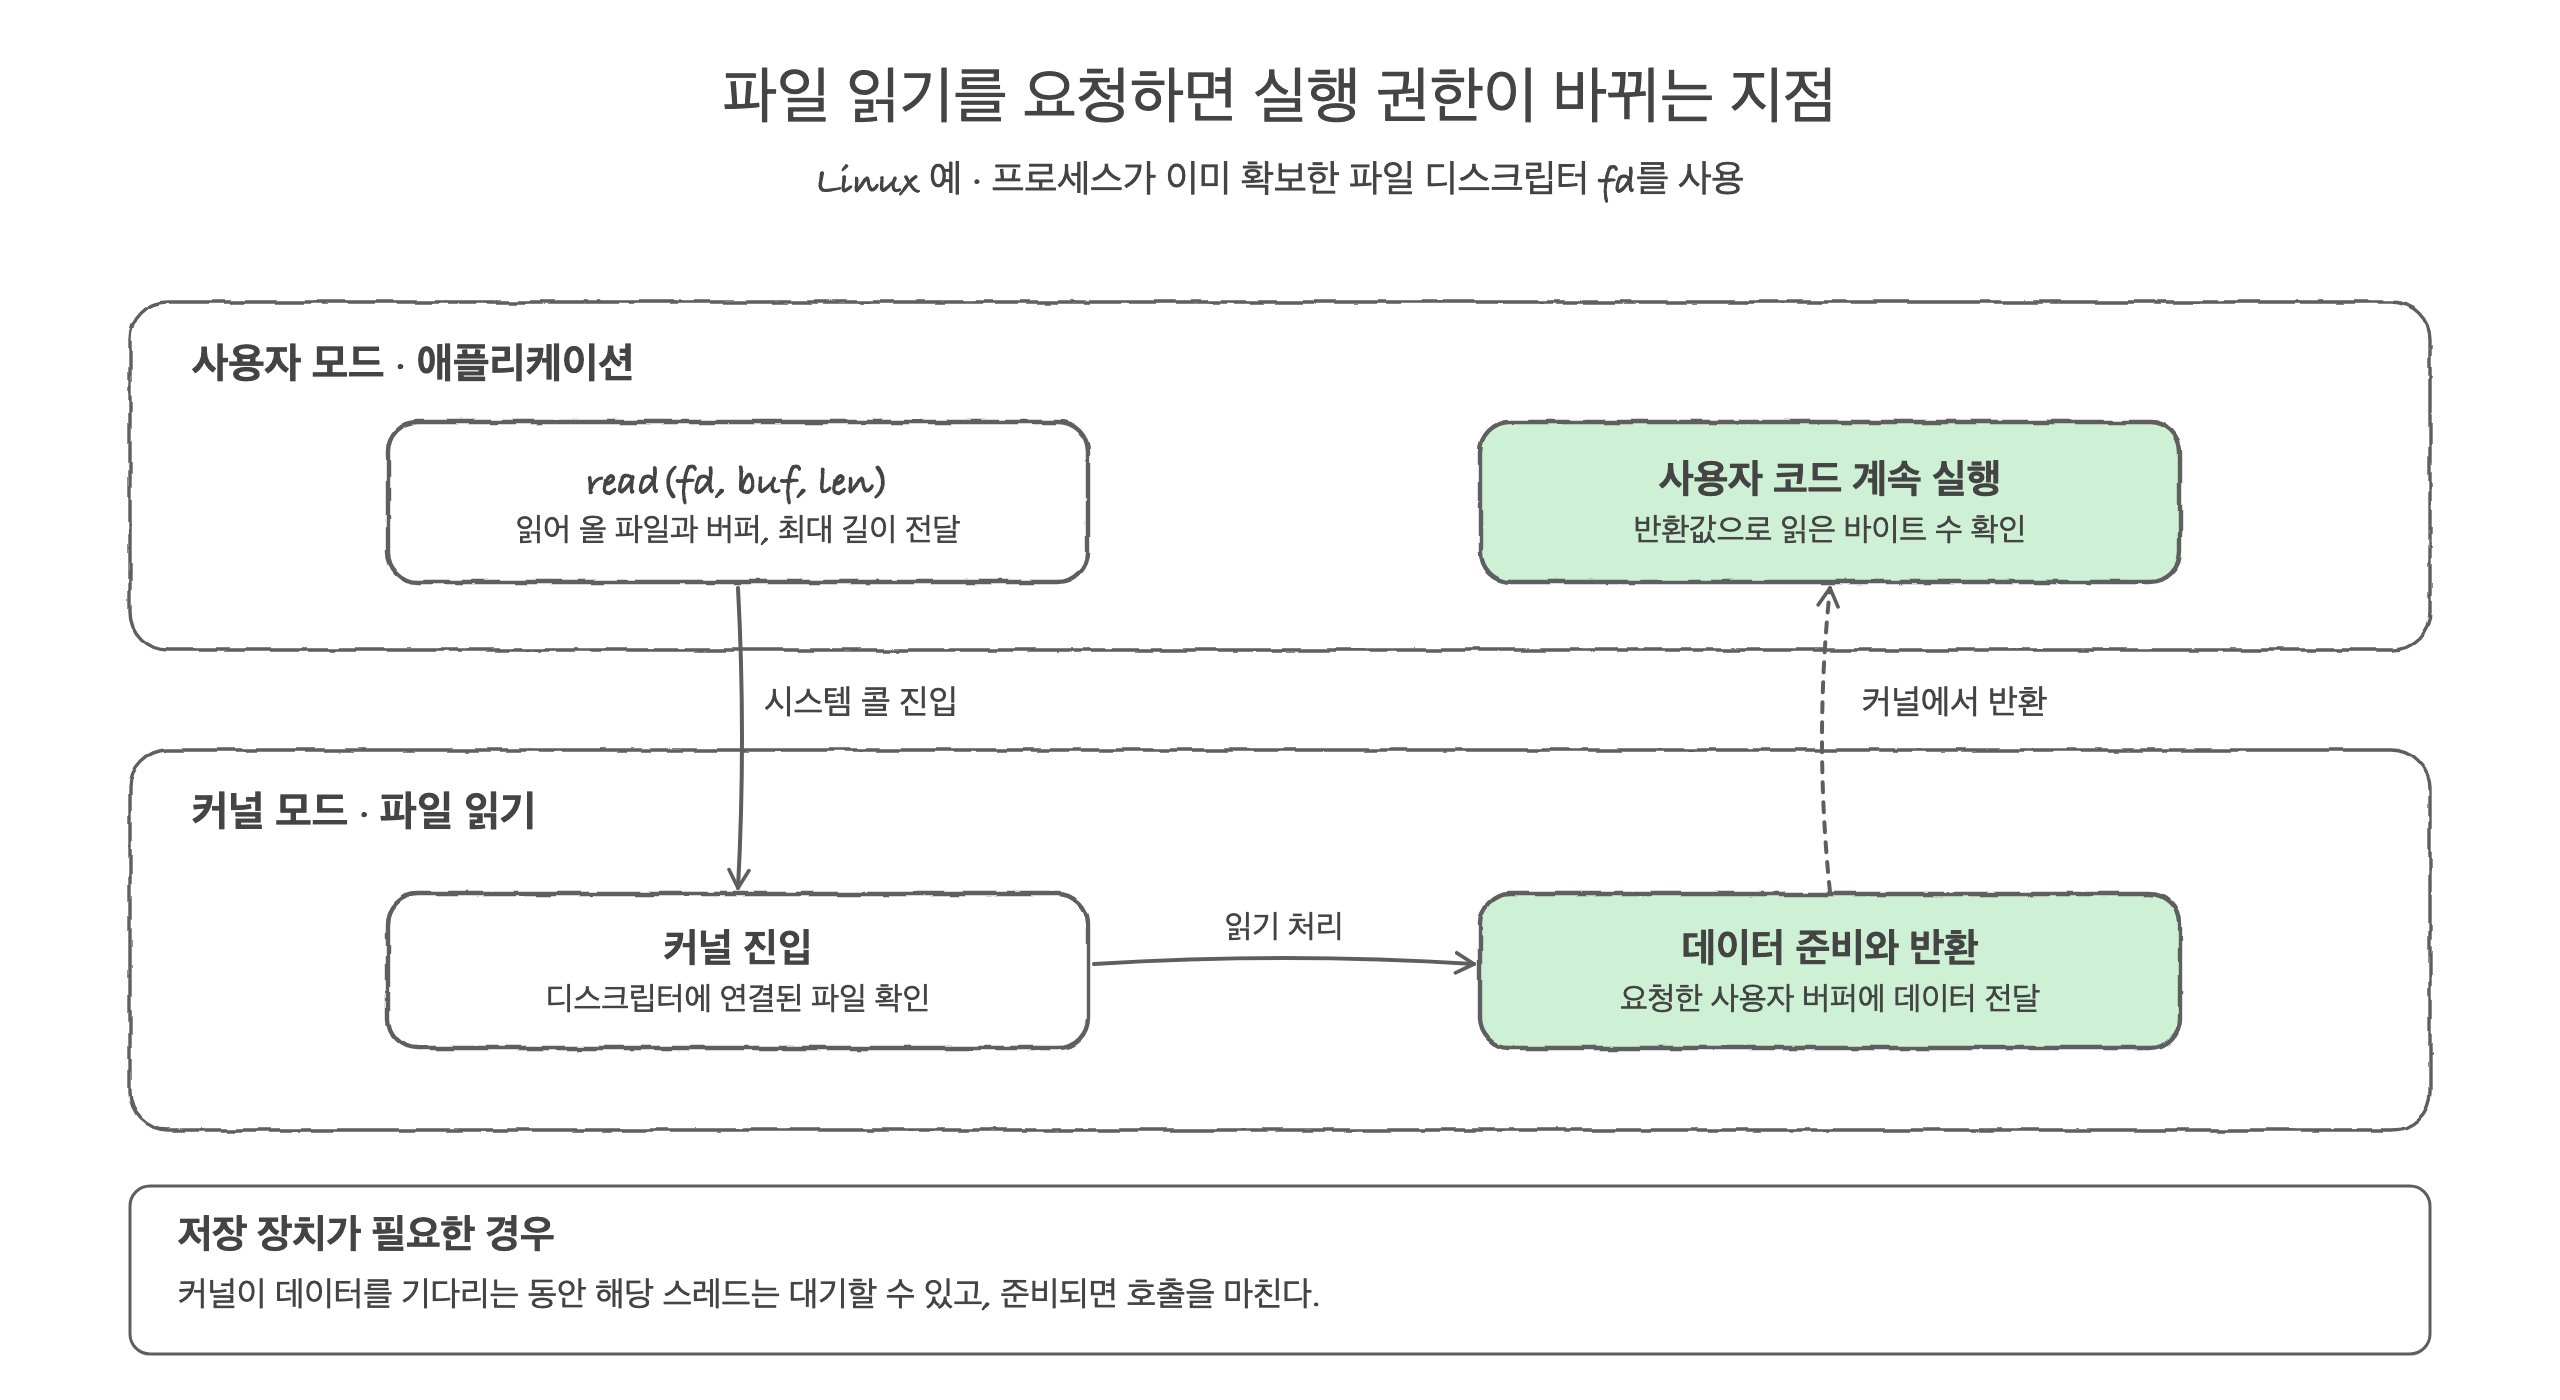 파일 읽기를 요청하면 실행 권한이 바뀌는 지점
Linux 예 · 프로세스가 이미 확보한 파일 디스크립터 fd를 사용
사용자 모드 · 애플리케이션
read(fd, buf, len)
읽어 올 파일과 버퍼, 최대 길이 전달
사용자 코드 계속 실행
반환값으로 읽은 바이트 수 확인
시스템 콜 진입
커널에서 반환
커널 모드 · 파일 읽기
커널 진입
디스크립터에 연결된 파일 확인
읽기 처리
데이터 준비와 반환
요청한 사용자 버퍼에 데이터 전달
저장 장치가 필요한 경우
커널이 데이터를 기다리는 동안 해당 스레드는 대기할 수 있고, 준비되면 호출을 마친다.